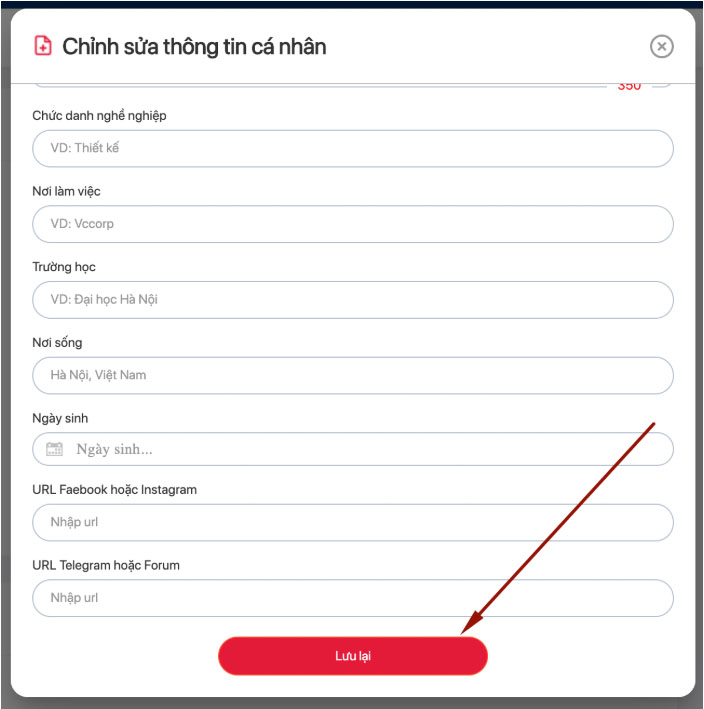 Chỉnh sửa thông tin cá nhân
350
Chức danh nghề nghiệp
VD: Thiết kế
Nơi làm việc
VD: Vccorp
Trường học
VD: Đại học Hà Nội
Nơi sống
Hà Nội, Việt Nam
Ngày sinh
Ngày sinh...
URL Faebook hoặc Instagram
Nhập url
URL Telegram hoặc Forum
Nhập url
Lưu lại